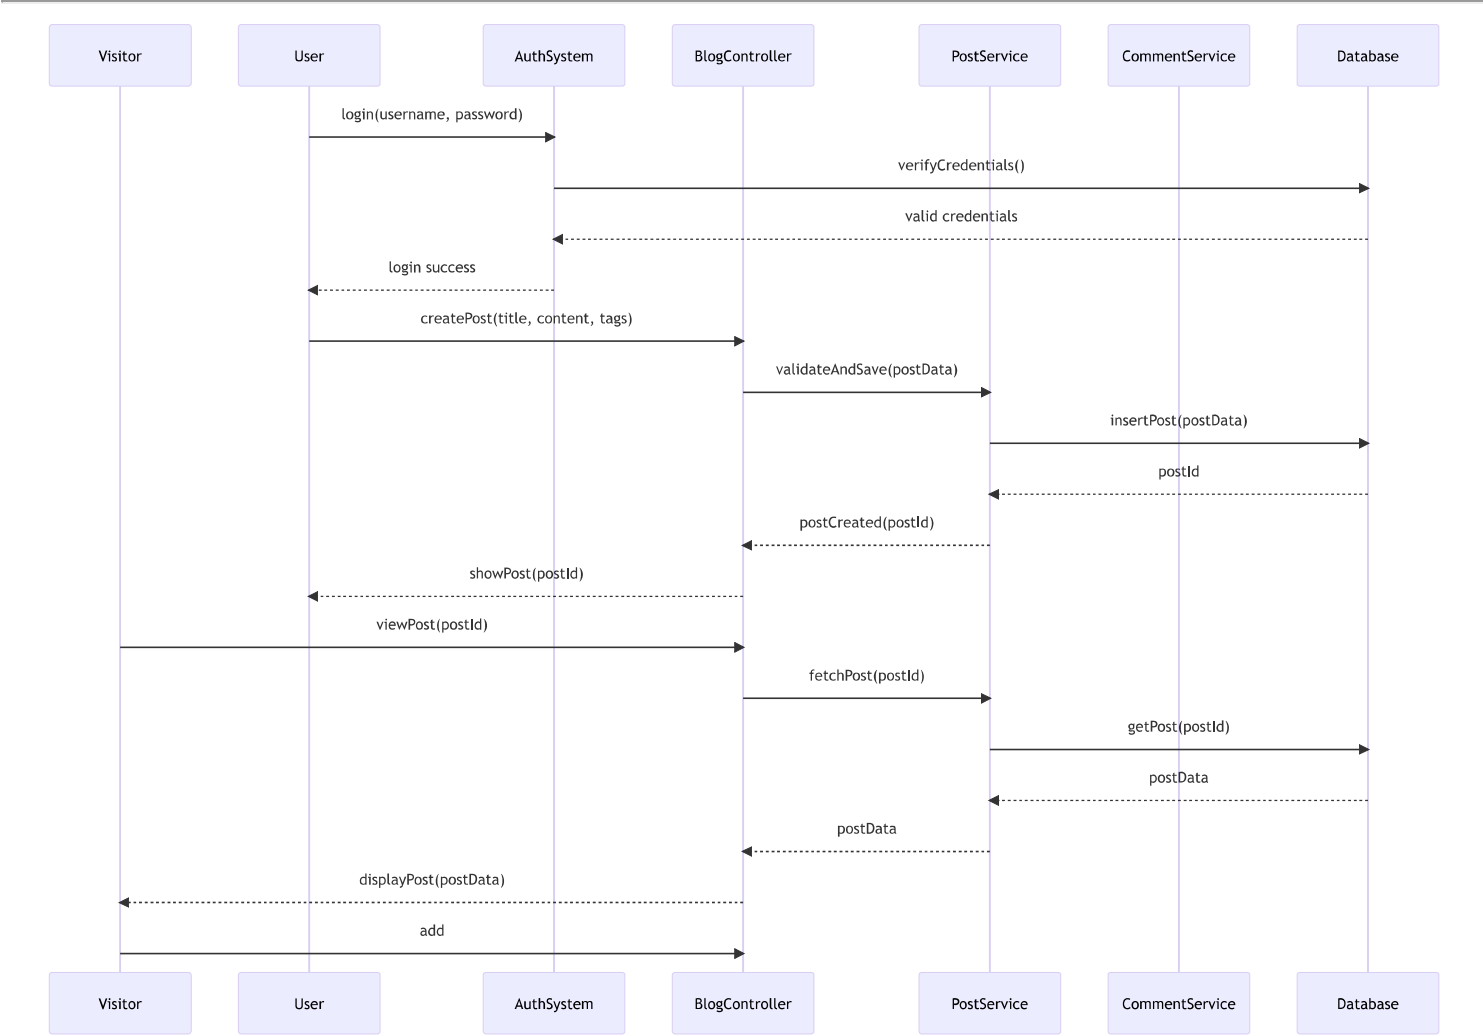 Visitor User AuthSystem BlogController PostService CommentService Database
login(username, password)
verifyCredentials()
valid credentials
login success
createPost(title, content, tags)
validateAndSave(postData)
insertPost(postData)
postId
postCreated(postId)
showPost(postId)
viewPost(postId)
fetchPost(postId)
getPost(postId)
postData
postData
displayPost(postData)
add
Visitor User AuthSystem BlogController PostService CommentService Database